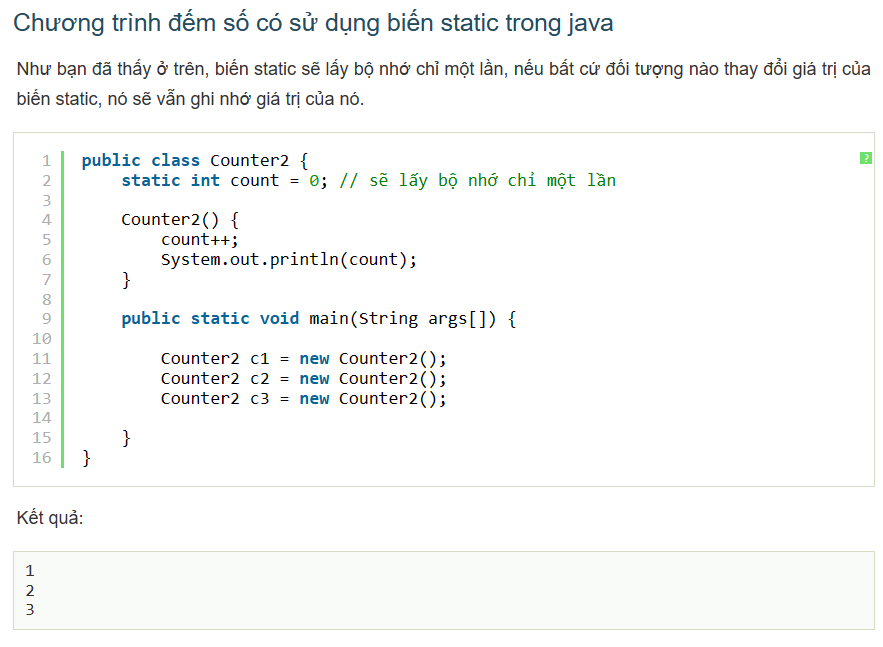 Chương trình đếm số có sử dụng biến static trong java
Như bạn đã thấy ở trên, biến static sẽ lấy bộ nhớ chỉ một lần, nếu bất cứ đối tượng nào thay đổi giá trị của
biến static, nó sẽ vẫn ghi nhớ giá trị của nó.
?
1 public class Counter2 {
2 static int count = 0; // sẽ lấy bộ nhớ chỉ một lần
3
4 Counter2() {
5 count++;
6 System.out.println(count);
7 }
8
9 public static void main(String args[]) {
10
11 Counter2 c1 = new Counter2();
12 Counter2 c2 = new Counter2();
13 Counter2 c3 = new Counter2();
14
15 }
16 }
Kết quả:
1
2
3